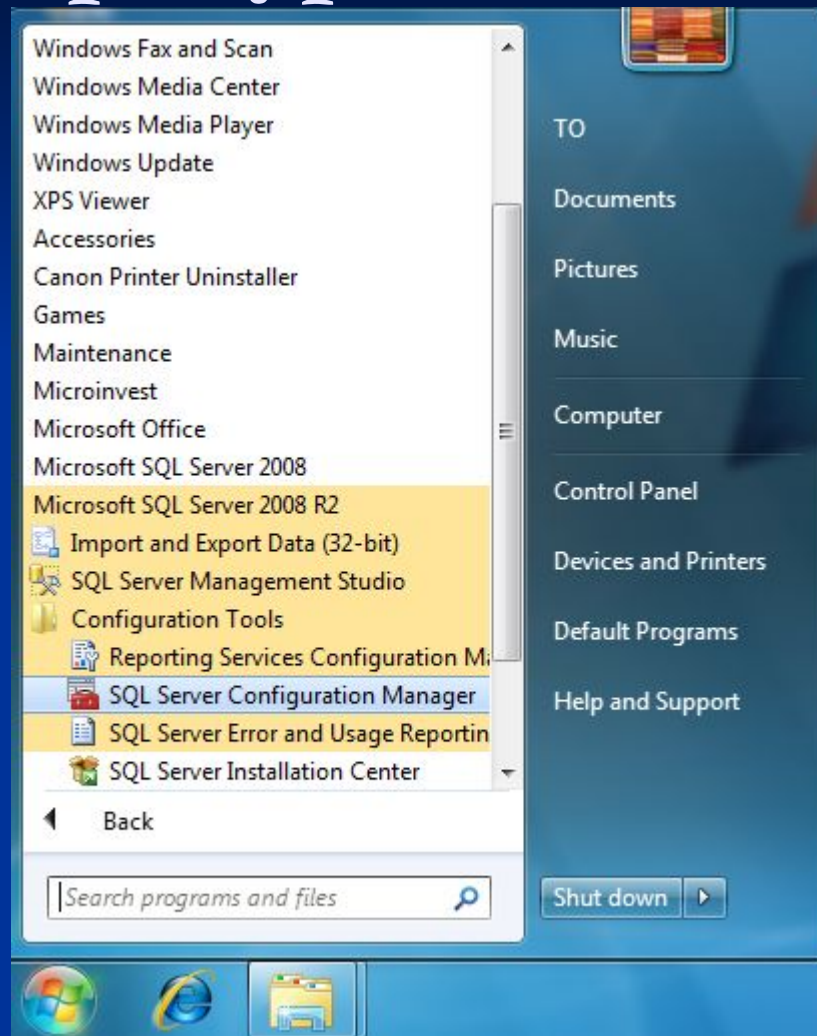 Windows Fax and Scan
Windows Media Center
Windows Media Player
Windows Update
XPS Viewer
Accessories
Canon Printer Uninstaller
Games
Maintenance
Microinvest
Microsoft Office
Microsoft SQL Server 2008
Microsoft SQL Server 2008 R2
Import and Export Data (32-bit)
SQL Server Management Studio
Configuration Tools
Reporting Services Configuration M
SQL Server Configuration Manager
SQL Server Error and Usage Reportin
SQL Server Installation Center
Back
Search programs and files
TO
Documents
Pictures
Music
Computer
Control Panel
Devices and Printers
Default Programs
Help and Support
Shut down